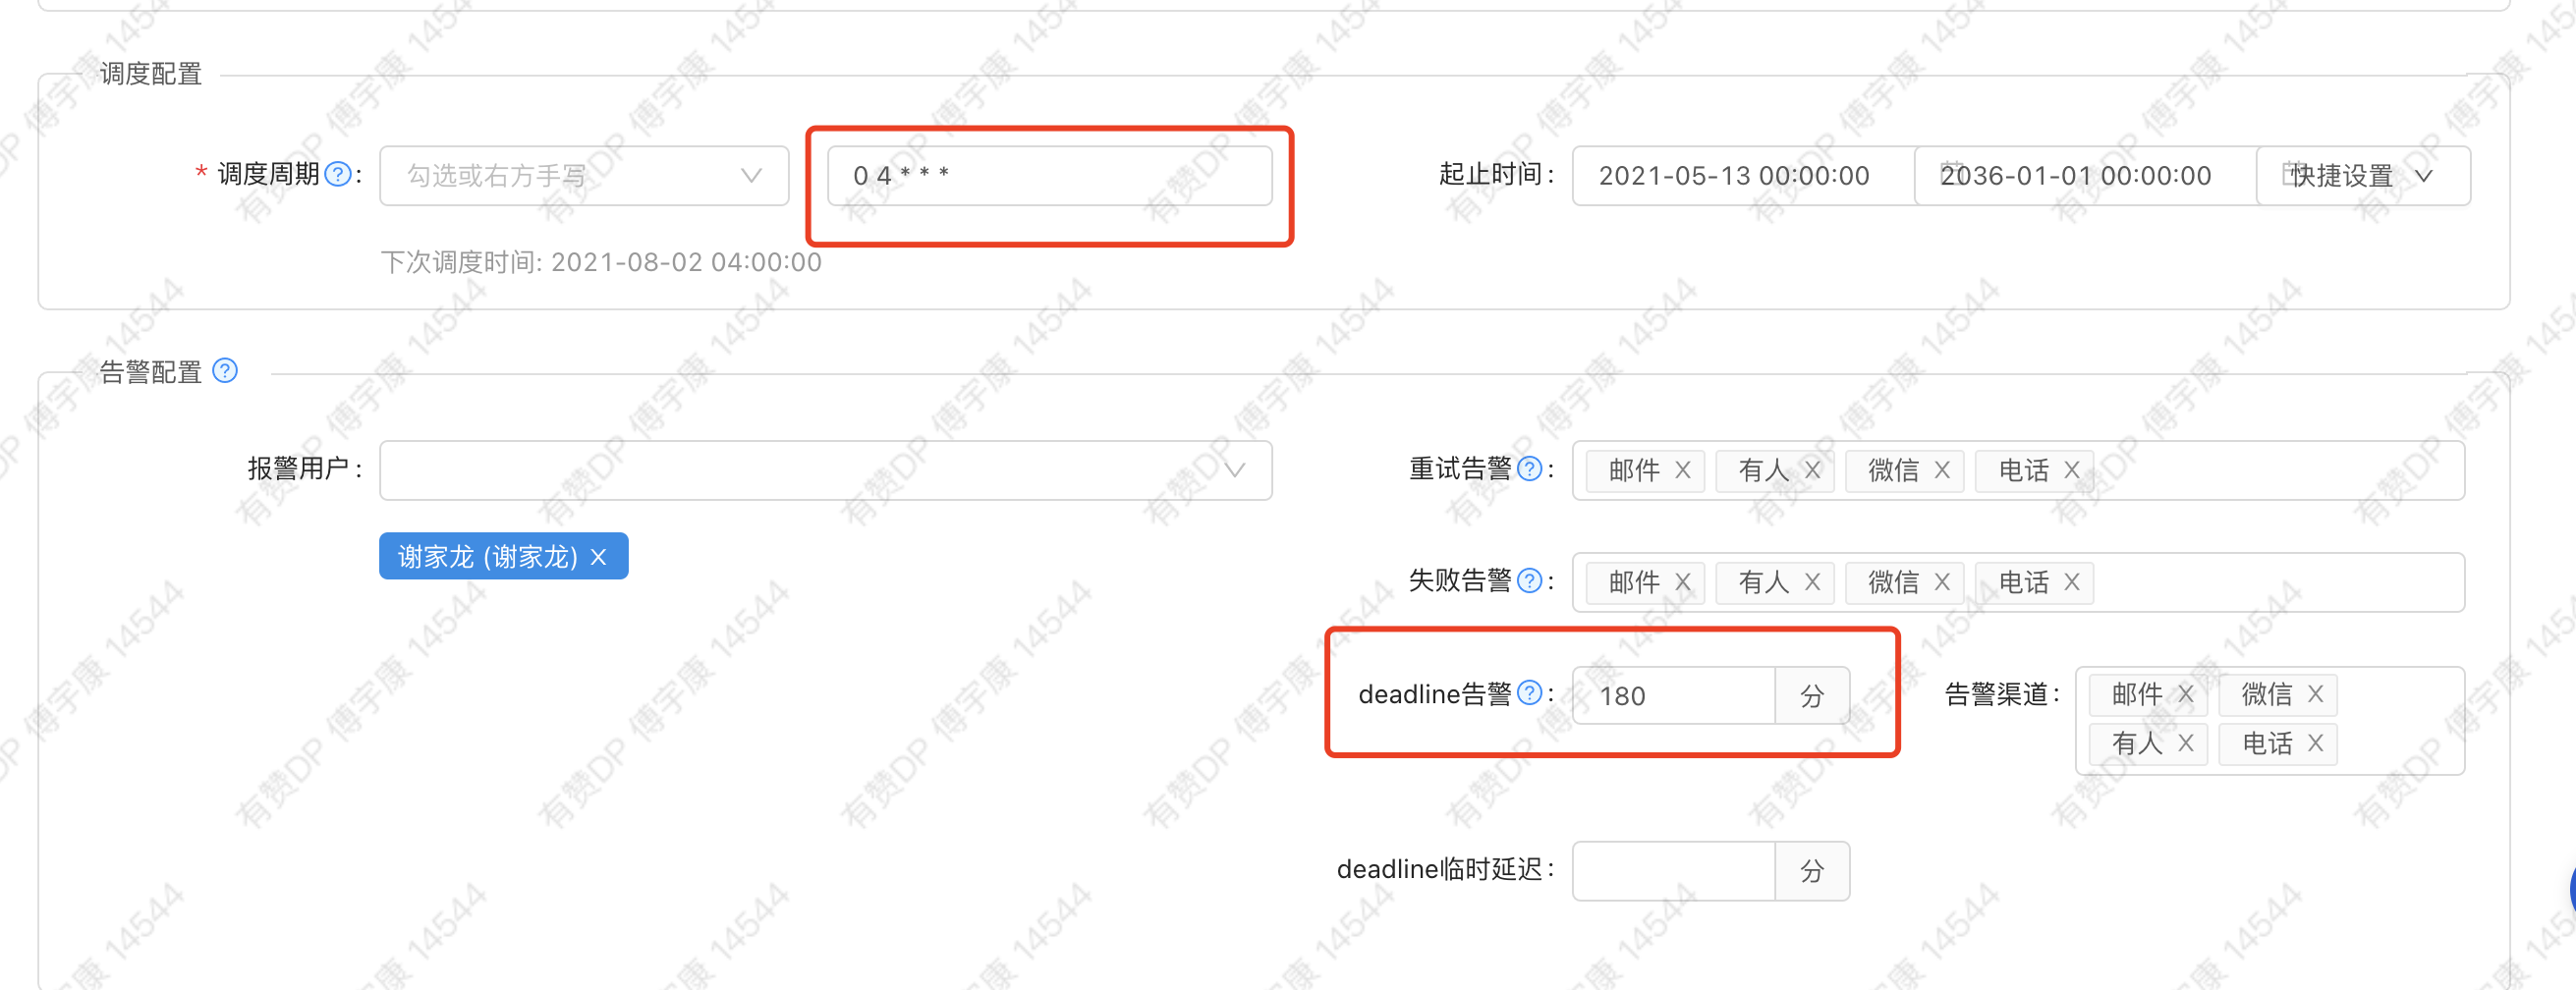 调度配置
* 调度周期 ? : 勾选或右方手写 0 4 * * * 起止时间 : 2021-05-13 00:00:00 2036-01-01 00:00:00 快捷设置
下次调度时间: 2021-08-02 04:00:00
告警配置 ?
报警用户 : 重试告警 ? : 邮件 X 有人 X 微信 X 电话 X
谢家龙 (谢家龙) X
失败告警 ? : 邮件 X 有人 X 微信 X 电话 X
deadline告警 ? : 180 分 告警渠道 : 邮件 X 微信 X
有人 X 电话 X
deadline临时延迟 : 分
有赞DP 傅宇康 14544